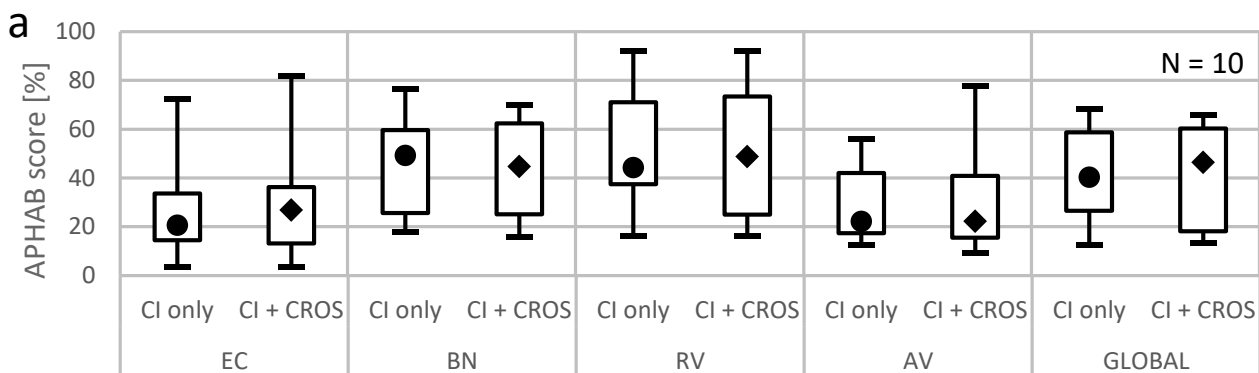 a
APHAB score [%]
100
80
60
40
20
0
N = 10
CI only CI + CROS CI only CI + CROS CI only CI + CROS CI only CI + CROS CI only CI + CROS
EC BN RV AV GLOBAL